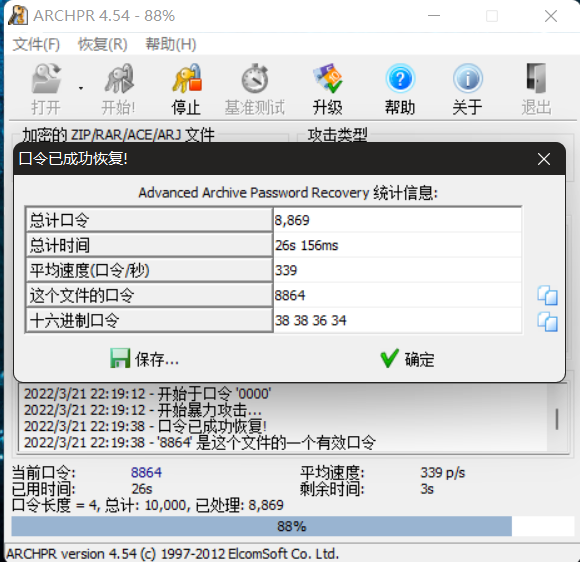 ARCHPR 4.54 - 88%
文件(F) 恢复(R) 帮助(H)
打开 开始! 停止 基准测试 升级 帮助 关于 退出
加密的 ZIP/RAR/ACE/ARJ 文件 攻击类型
口令已成功恢复!
Advanced Archive Password Recovery 统计信息:
总计口令 8,869
总计时间 26s 156ms
平均速度(口令/秒) 339
这个文件的口令 8864
十六进制口令 38 38 36 34
保存... 确定
2022/3/21 22:19:12 - 开始于口令 '0000'
2022/3/21 22:19:12 - 开始暴力攻击...
2022/3/21 22:19:38 - 口令已成功恢复!
2022/3/21 22:19:38 - '8864' 是这个文件的一个有效口令
当前口令: 8864 平均速度: 339 p/s
已用时间: 26s 剩余时间: 3s
口令长度 = 4, 总计: 10,000, 已处理: 8,869
88%
ARCHPR version 4.54 (c) 1997-2012 ElcomSoft Co. Ltd.